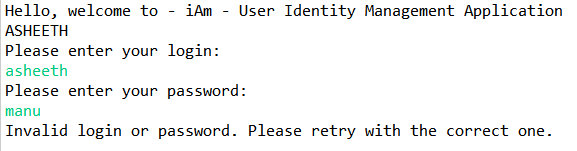 Hello, welcome to - iAm - User Identity Management Application
ASHEETH
Please enter your login:
asheeth
Please enter your password:
manu
Invalid login or password. Please retry with the correct one.